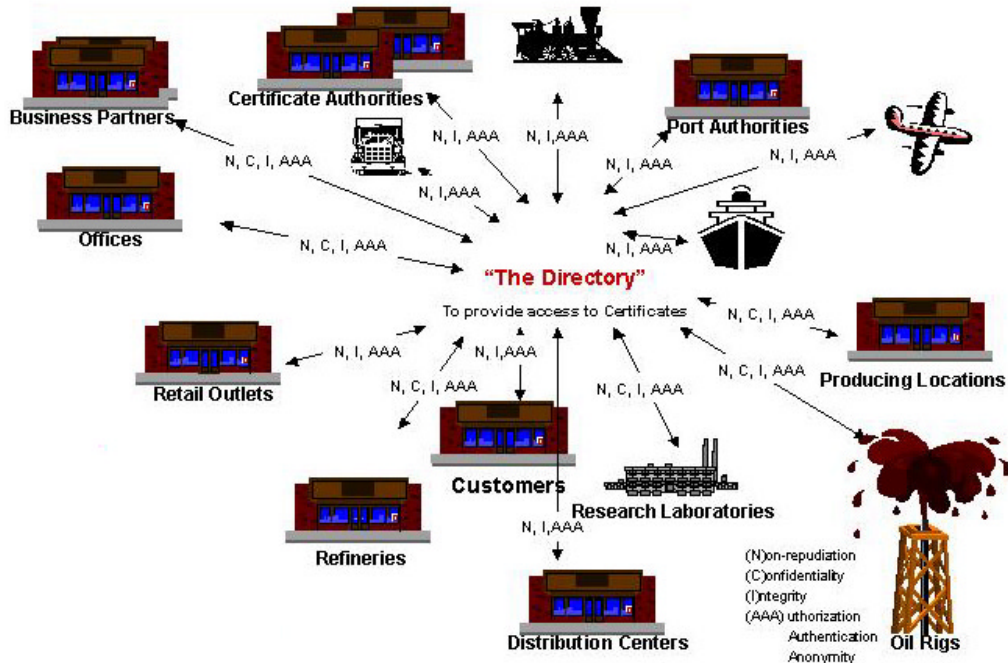 Business Partners
Certificate Authorities
Port Authorities
N, I, AAA
N, I,AAA
N, I, AAA
N, I, AAA
N, C, I, AAA
N, I,AAA
Offices
N, C, I, AAA
N, I, AAA
“The Directory”
To provide access to Certificates
N, C, I, AAA
N, I, AAA
N, I,AAA
Retail Outlets
N, C, I, AAA
N, C, I, AAA
N, C, I, AAA
Producing Locations
Customers
Research Laboratories
N, I,AAA
Refineries
Distribution Centers
(N)on-repudiation
(C)onfidentiality
(I)ntegrity
(AAA) uthorization
Authentication
Anonymity
Oil Rigs